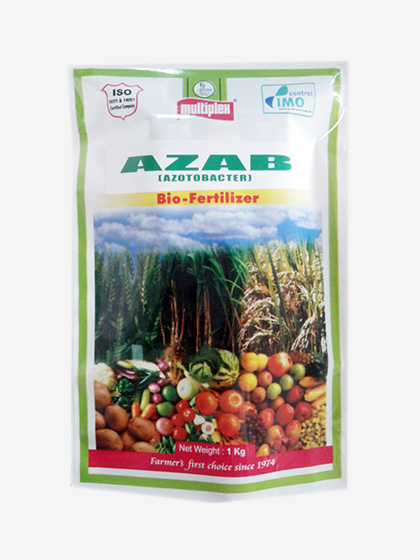 ISO
9001 & 14001
Certified Company
multiplex
control
IMO
AZAB
(AZOTOBACTER)
Bio-Fertilizer
Net Weight : 1 Kg
Farmer's first choice since 1974